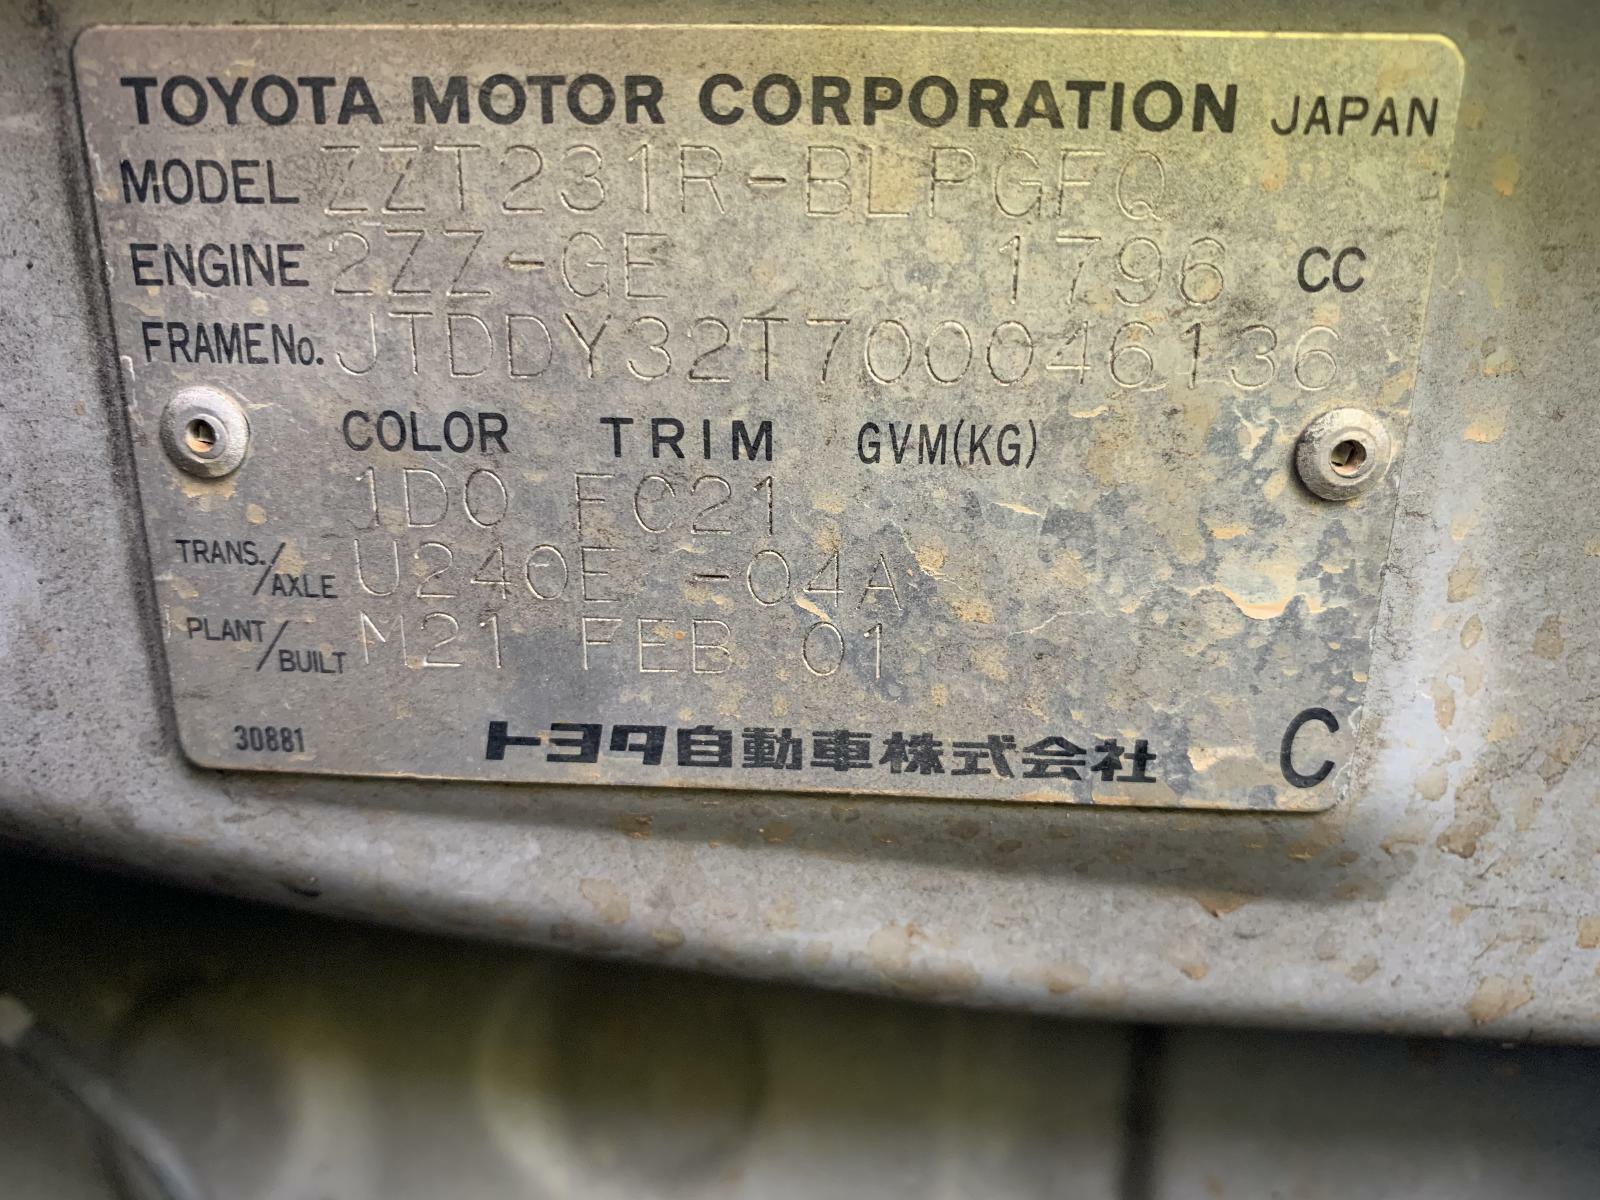 TOYOTA MOTOR CORPORATION JAPAN
MODEL ZZT231R-BLPGFQ
ENGINE 2ZZ-GE 1796 CC
FRAME No. JTDDY32T700046136
COLOR TRIM GVM(KG)
1D0 FC21
TRANS./AXLE U240E -04A
PLANT/BUILT M21 FEB 01
30881 トヨタ自動車株式会社 C